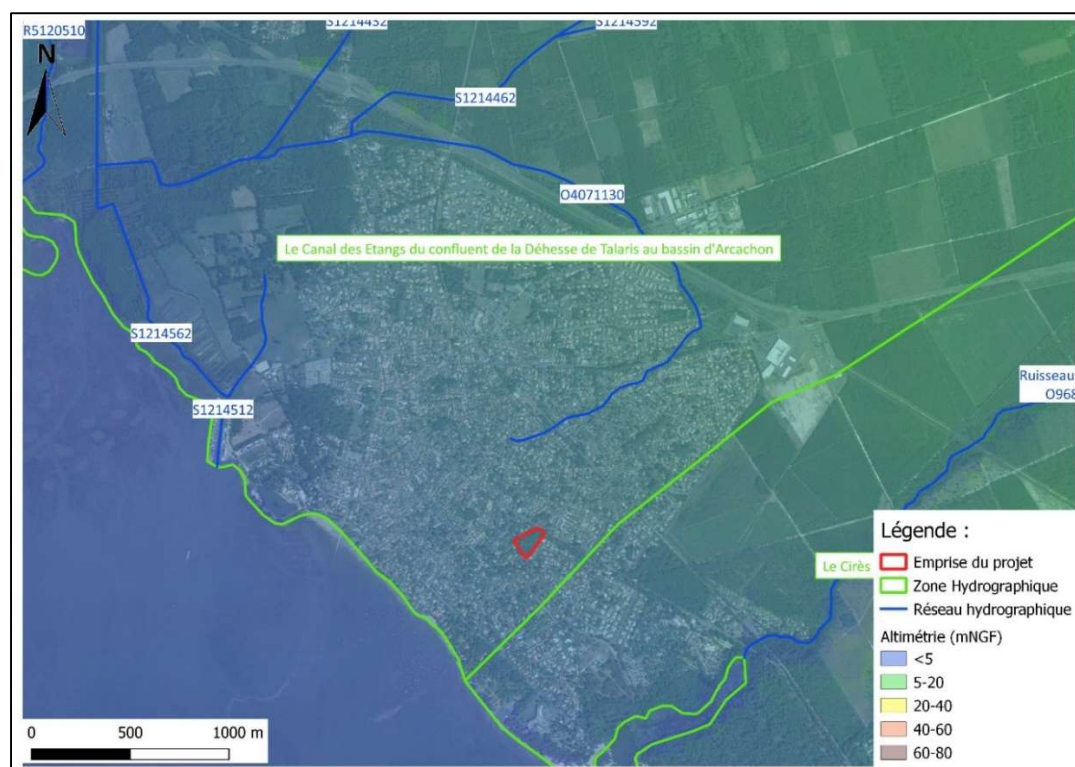 R5120510
S1214432
S1214592
N
S1214462
O4071130
Le Canal des Etangs du confluent de la Déhesse de Talaris au bassin d'Arcachon
S1214562
S1214512
Ruisseau
O968
Le Cirès
Légende :
Emprise du projet
Zone Hydrographique
Réseau hydrographique
Altimétrie (mNGF)
<5
5-20
20-40
40-60
60-80
0 500 1000 m